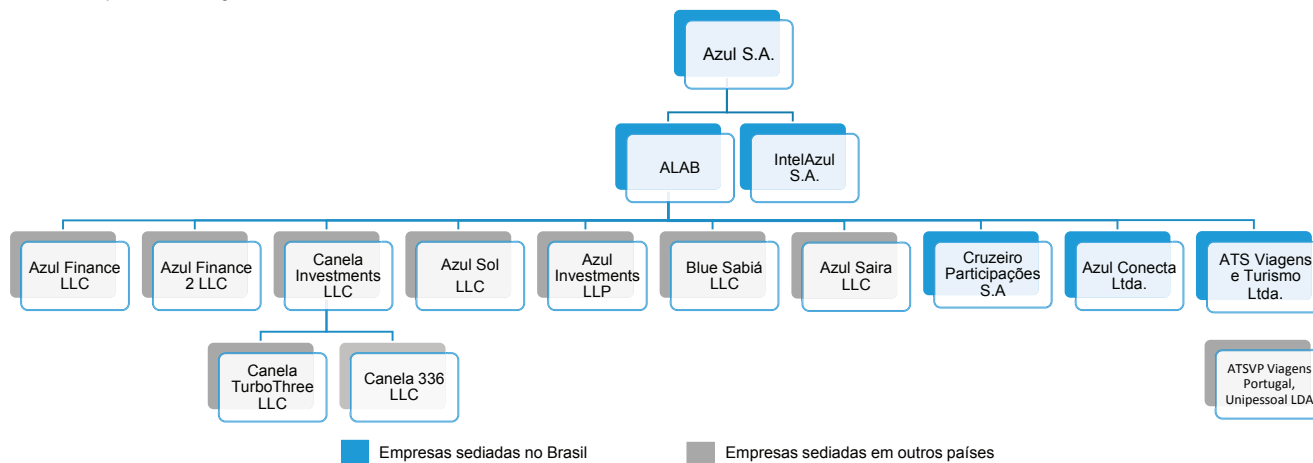 Azul S.A.
ALAB
IntelAzul
S.A.
Azul Finance
LLC
Azul Finance
2 LLC
Canela
Investments
LLC
Azul Sol
LLC
Azul
Investments
LLP
Blue Sabiá
LLC
Azul Saira
LLC
Cruzeiro
Participações
S.A
Azul Conecta
Ltda.
ATS Viagens
e Turismo
Ltda.
Canela
TurboThree
LLC
Canela 336
LLC
ATSVP Viagens
Portugal,
Unipessoal LDA
Empresas sediadas no Brasil
Empresas sediadas em outros países